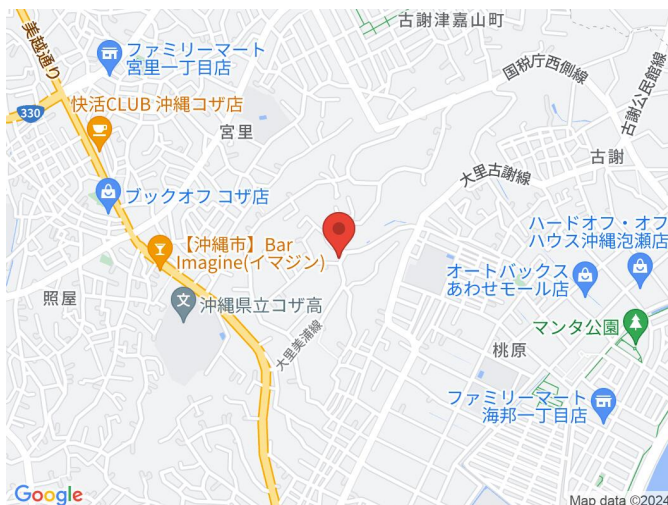 古謝津嘉山町
美越通り
ファミリーマート
宮里一丁目店
国税庁西側線
古謝公民館線
330
快活CLUB 沖縄コザ店
宮里
古謝
大里古謝線
ブックオフ コザ店
ハードオフ・オフ
ハウス沖縄泡瀬店
【沖縄市】Bar
Imagine(イマジン)
オートバックス
あわせモール店
照屋
文
沖縄県立コザ高
マンタ公園
大里美浦線
桃原
ファミリーマート
海邦一丁目店
Google
Map data ©2024